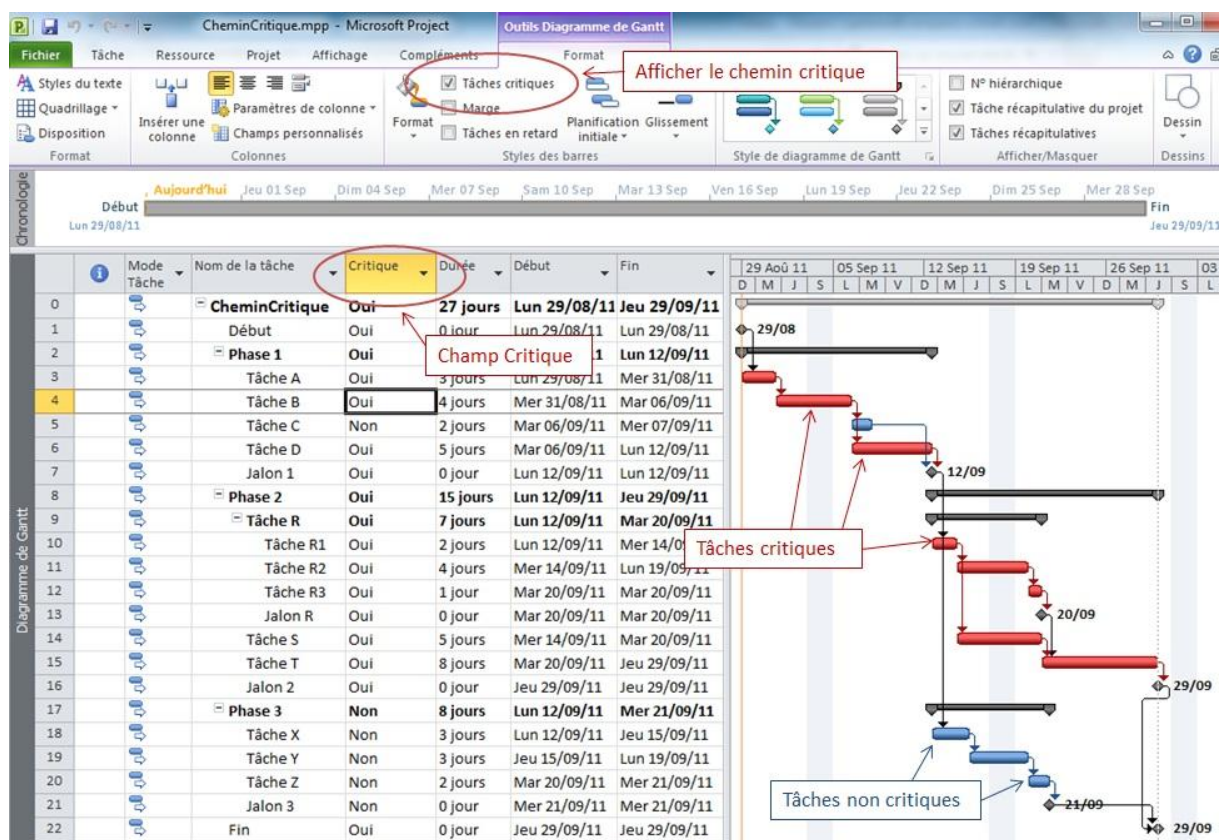 CheminCritique.mpp - Microsoft Project
Outils Diagramme de Gantt
Fichier Tâche Ressource Projet Affichage Compléments Format
Afficher le chemin critique
Styles du texte
Quadrillage
Disposition
Format
Insérer une colonne
Paramètres de colonne
Champs personnalisés
Colonnes
Format
Tâches critiques
Marge
Tâches en retard
Planification initiale
Glissement
Styles des barres
Style de diagramme de Gantt
N° hiérarchique
Tâche récapitulative du projet
Tâches récapitulatives
Afficher/Masquer
Dessin
Dessins
Chronologie
Aujourd'hui Jeu 01 Sep Dim 04 Sep Mer 07 Sep Sam 10 Sep Mar 13 Sep Ven 16 Sep Lun 19 Sep Jeu 22 Sep Dim 25 Sep Mer 28 Sep
Début
Lun 29/08/11
Fin
Jeu 29/09/11
Diagramme de Gantt
Mode Tâche Nom de la tâche Critique Durée Début Fin
29 Aoû 11 05 Sep 11 12 Sep 11 19 Sep 11 26 Sep 11 03
D M J S L M V D M J S L M V D M J S L
0 CheminCritique Oui 27 jours Lun 29/08/11 Jeu 29/09/11
1 Début Oui 0 jour Lun 29/08/11 Lun 29/08/11 29/08
2 Phase 1 Oui Lun 12/09/11
Champ Critique
3 Tâche A Oui 3 jours Lun 29/08/11 Mer 31/08/11
4 Tâche B Oui 4 jours Mer 31/08/11 Mar 06/09/11
5 Tâche C Non 2 jours Mar 06/09/11 Mer 07/09/11
6 Tâche D Oui 5 jours Mar 06/09/11 Lun 12/09/11
7 Jalon 1 Oui 0 jour Lun 12/09/11 Lun 12/09/11 12/09
8 Phase 2 Oui 15 jours Lun 12/09/11 Jeu 29/09/11
9 Tâche R Oui 7 jours Lun 12/09/11 Mar 20/09/11
Tâches critiques
10 Tâche R1 Oui 2 jours Lun 12/09/11 Mer 14/09
11 Tâche R2 Oui 4 jours Mer 14/09/11 Lun 19/09/11
12 Tâche R3 Oui 1 jour Mar 20/09/11 Mar 20/09/11
13 Jalon R Oui 0 jour Mar 20/09/11 Mar 20/09/11 20/09
14 Tâche S Oui 5 jours Mer 14/09/11 Mar 20/09/11
15 Tâche T Oui 8 jours Mar 20/09/11 Jeu 29/09/11
16 Jalon 2 Oui 0 jour Jeu 29/09/11 Jeu 29/09/11 29/09
17 Phase 3 Non 8 jours Lun 12/09/11 Mer 21/09/11
18 Tâche X Non 3 jours Lun 12/09/11 Jeu 15/09/11
19 Tâche Y Non 3 jours Jeu 15/09/11 Lun 19/09/11
20 Tâche Z Non 2 jours Mar 20/09/11 Mer 21/09/11
Tâches non critiques
21 Jalon 3 Non 0 jour Mer 21/09/11 Mer 21/09/11 21/09
22 Fin Oui 0 jour Jeu 29/09/11 Jeu 29/09/11 29/09